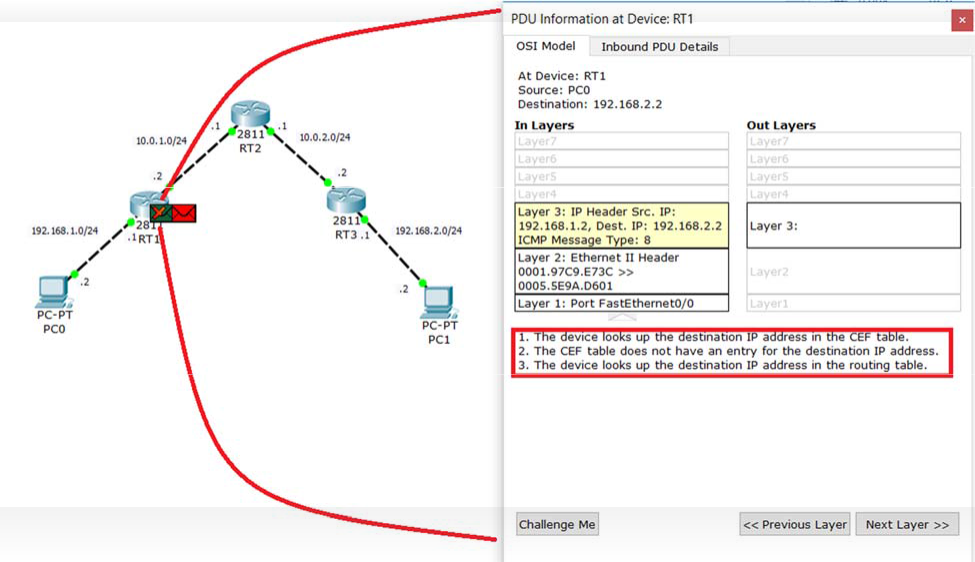 PDU Information at Device: RT1
OSI Model
Inbound PDU Details
At Device: RT1
Source: PC0
Destination: 192.168.2.2
In Layers
Out Layers
Layer7
Layer6
Layer5
Layer4
Layer 3: IP Header Src. IP:
192.168.1.2, Dest. IP: 192.168.2.2
ICMP Message Type: 8
Layer 2: Ethernet II Header
0001.97C9.E73C >>
0005.5E9A.D601
Layer 1: Port FastEthernet0/0
Layer7
Layer6
Layer5
Layer4
Layer 3:
Layer2
Layer1
1. The device looks up the destination IP address in the CEF table.
2. The CEF table does not have an entry for the destination IP address.
3. The device looks up the destination IP address in the routing table.
Challenge Me
<< Previous Layer
Next Layer >>
10.0.1.0/24
.1
.1
2811
RT2
10.0.2.0/24
.2
.2
2811
RT3
.1
192.168.1.0/24
.1
RT1
192.168.2.0/24
.2
PC-PT
PC0
.2
PC-PT
PC1